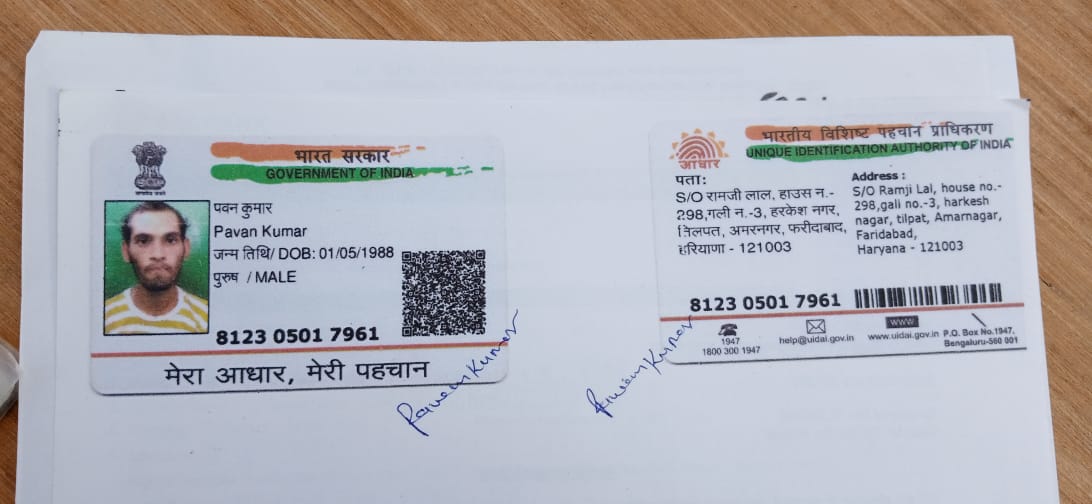 भारत सरकार
GOVERNMENT OF INDIA
पवन कुमार
Pavan Kumar
जन्म तिथि/ DOB: 01/05/1988
पुरुष / MALE
8123 0501 7961
मेरा आधार, मेरी पहचान
Kumar
आधार
भारतीय विशिष्ट पहचान प्राधिकरण
UNIQUE IDENTIFICATION AUTHORITY OF INDIA
पता:
S/O रामजी लाल, हाउस न.-
298,गली न.-3, हरकेश नगर,
तिलपत, अमरनगर, फरीदाबाद,
हरियाणा - 121003
Address :
S/O Ramji Lal, house no.-
298,gali no.-3, harkesh
nagar, tilpat, Amarnagar,
Faridabad,
Haryana - 121003
8123 0501 7961
1947
1800 300 1947
help@uidai.gov.in
www
www.uidai.gov.in
P.O. Box No.1947,
Bengaluru-560 001
Kumar